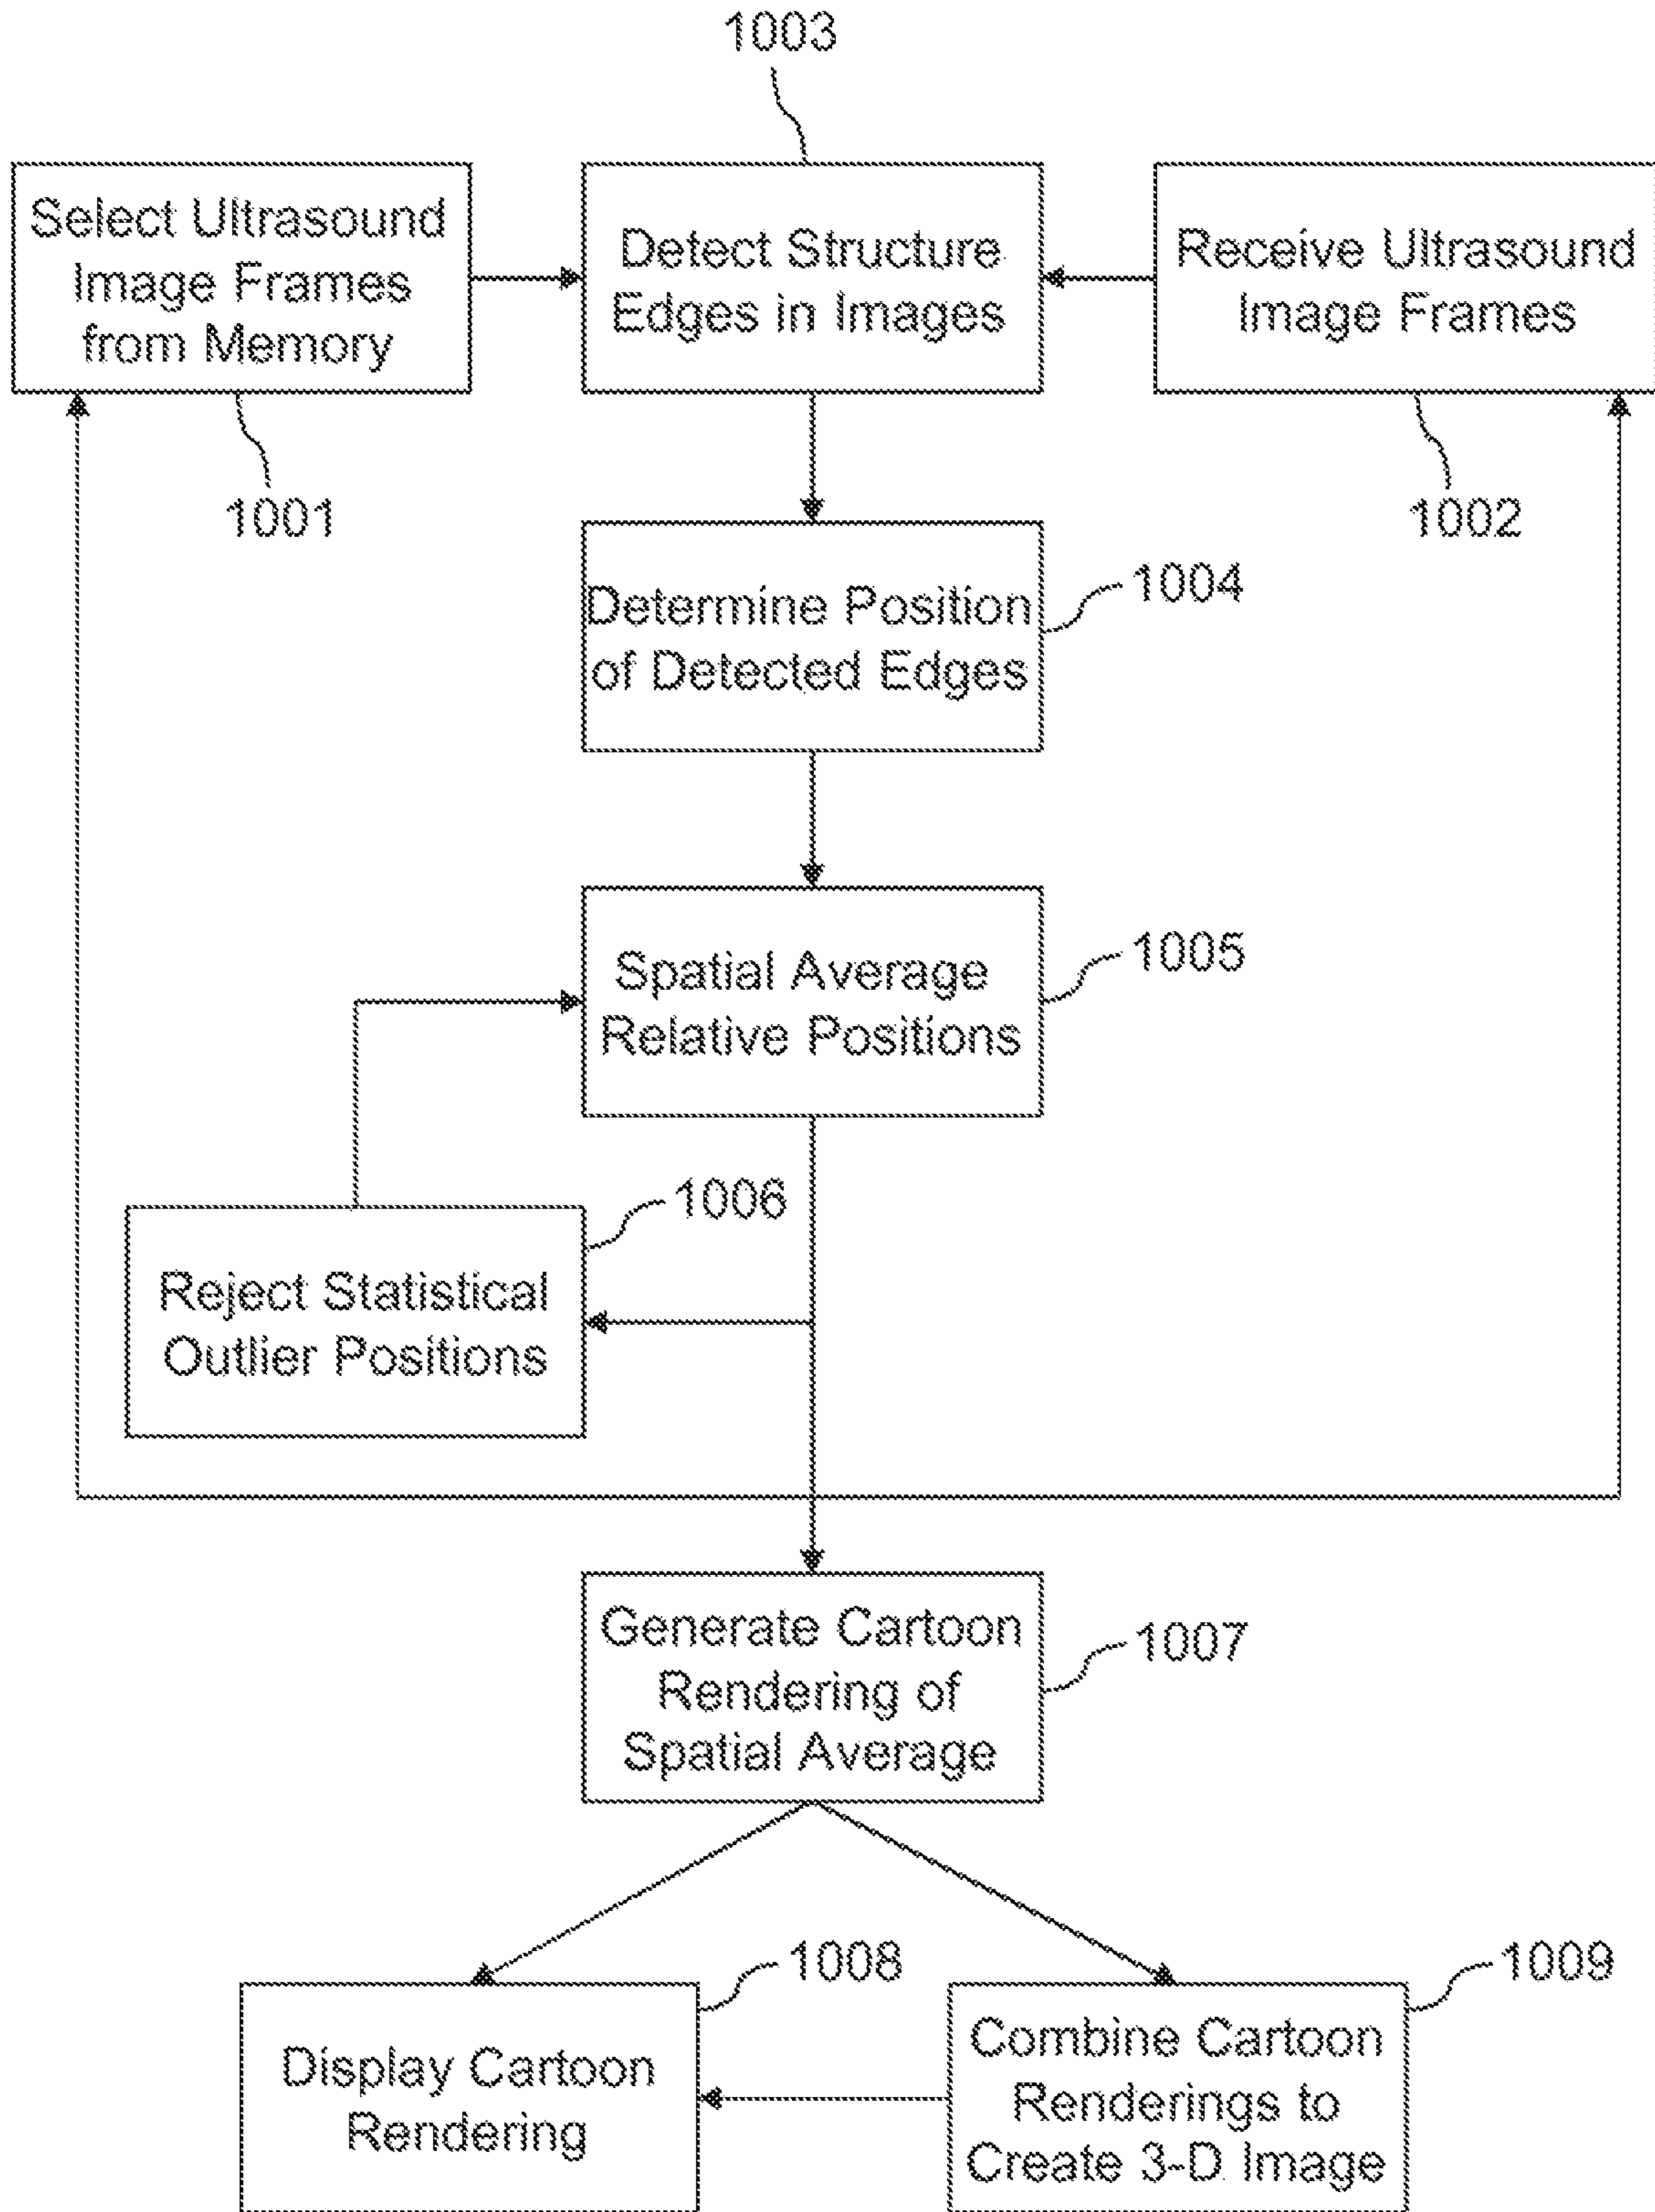 1003
Select Ultrasound
Image Frames
from Memory
Detect Structure
Edges in Images
Receive Ultrasound
Image Frames
1001
1002
Determine Position
of Detected Edges
1004
Spatial Average
Relative Positions
1005
1006
Reject Statistical
Outlier Positions
Generate Cartoon
Rendering of
Spatial Average
1007
1008
Display Cartoon
Rendering
1009
Combine Cartoon
Renderings to
Create 3-D Image